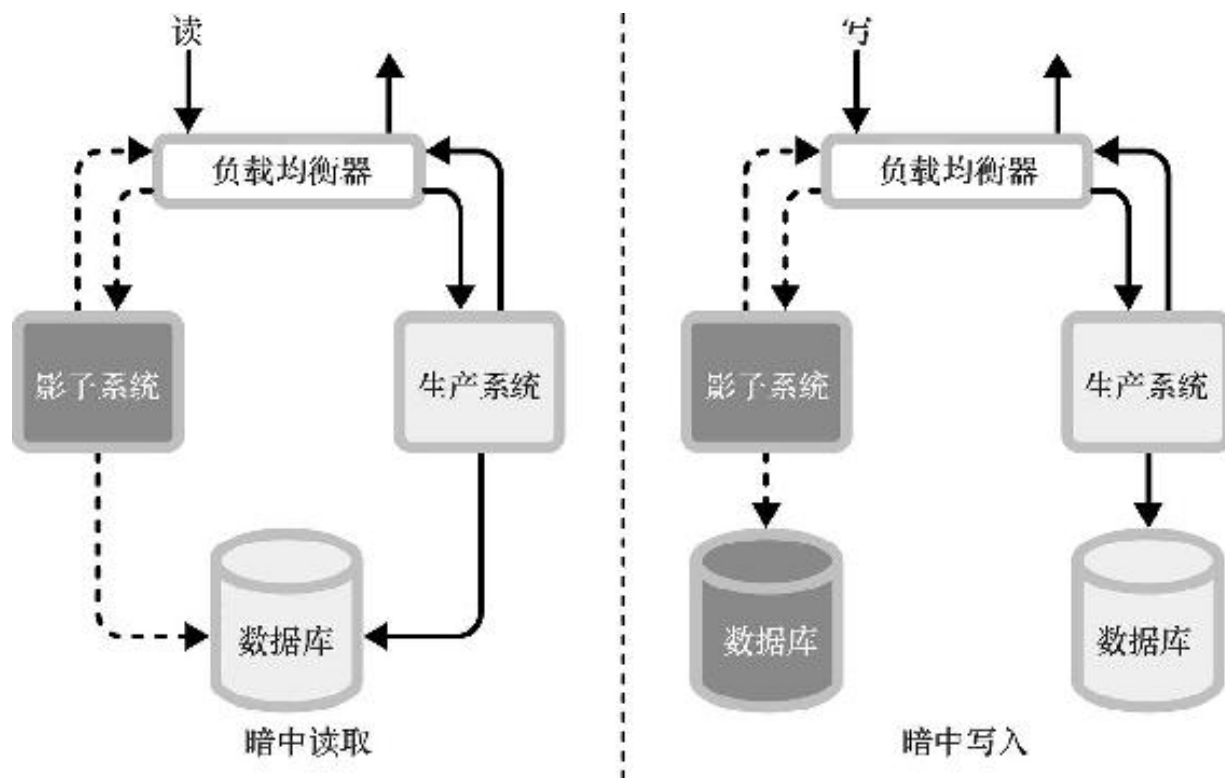 读
负载均衡器
影子系统
生产系统
数据库
暗中读取
写
负载均衡器
影子系统
生产系统
数据库
数据库
暗中写入